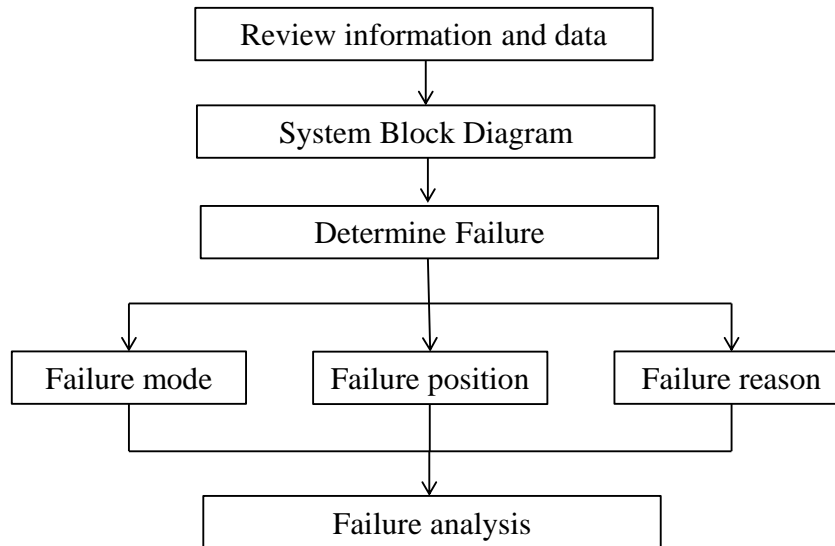 Review information and data
System Block Diagram
Determine Failure
Failure mode
Failure position
Failure reason
Failure analysis